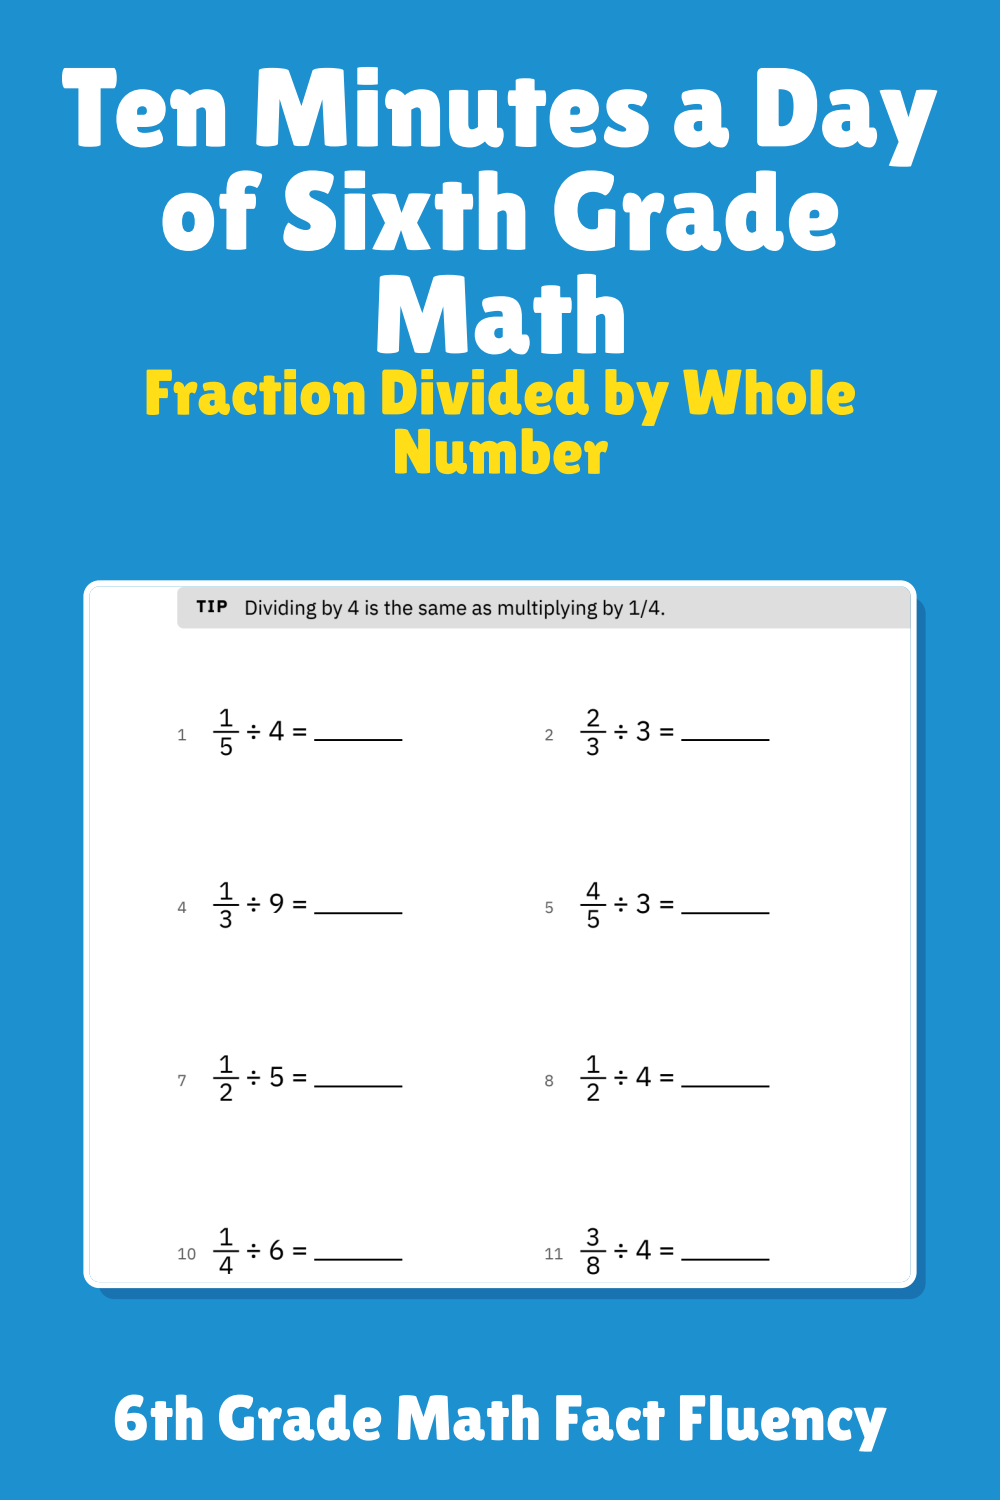 Ten Minutes a Day
of Sixth Grade
Math
Fraction Divided by Whole
Number
TIP Dividing by 4 is the same as multiplying by 1/4.
1 1/5 ÷ 4 = ______ 2 2/3 ÷ 3 = ______
4 1/3 ÷ 9 = ______ 5 4/5 ÷ 3 = ______
7 1/2 ÷ 5 = ______ 8 1/2 ÷ 4 = ______
10 1/4 ÷ 6 = ______ 11 3/8 ÷ 4 = ______
6th Grade Math Fact Fluency